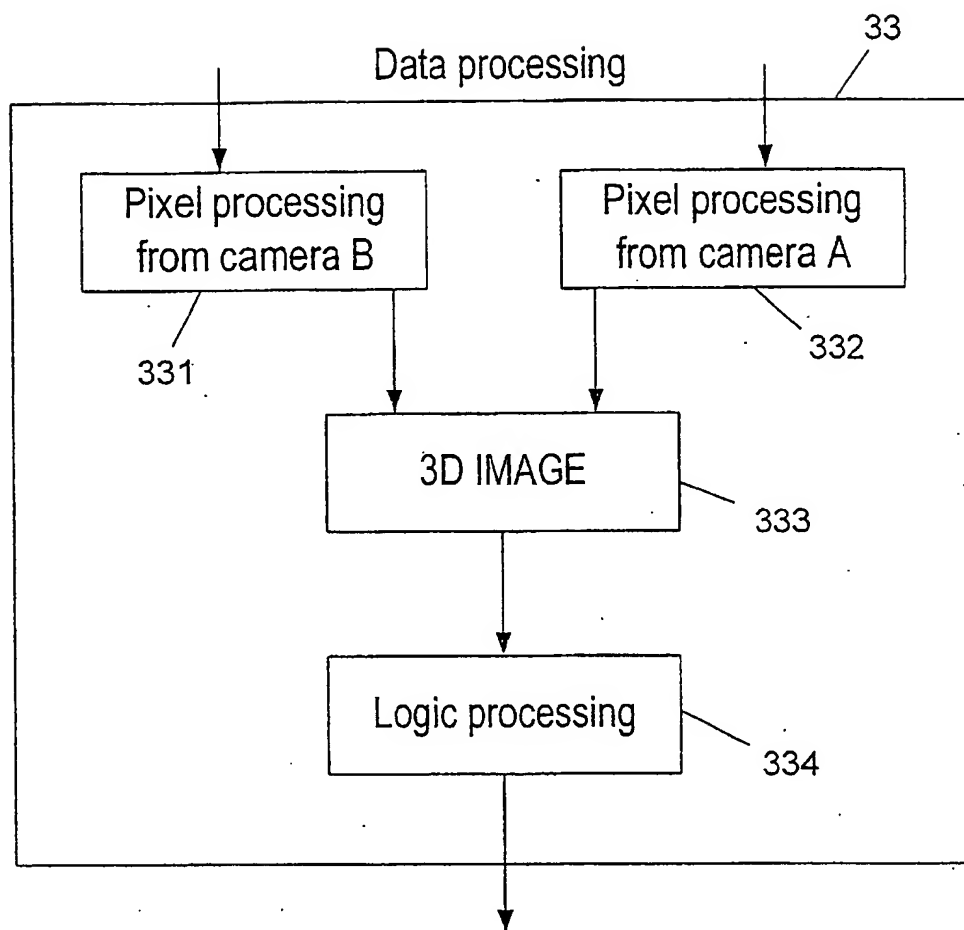 33
Data processing
Pixel processing
from camera B
Pixel processing
from camera A
331
332
3D IMAGE
333
Logic processing
334